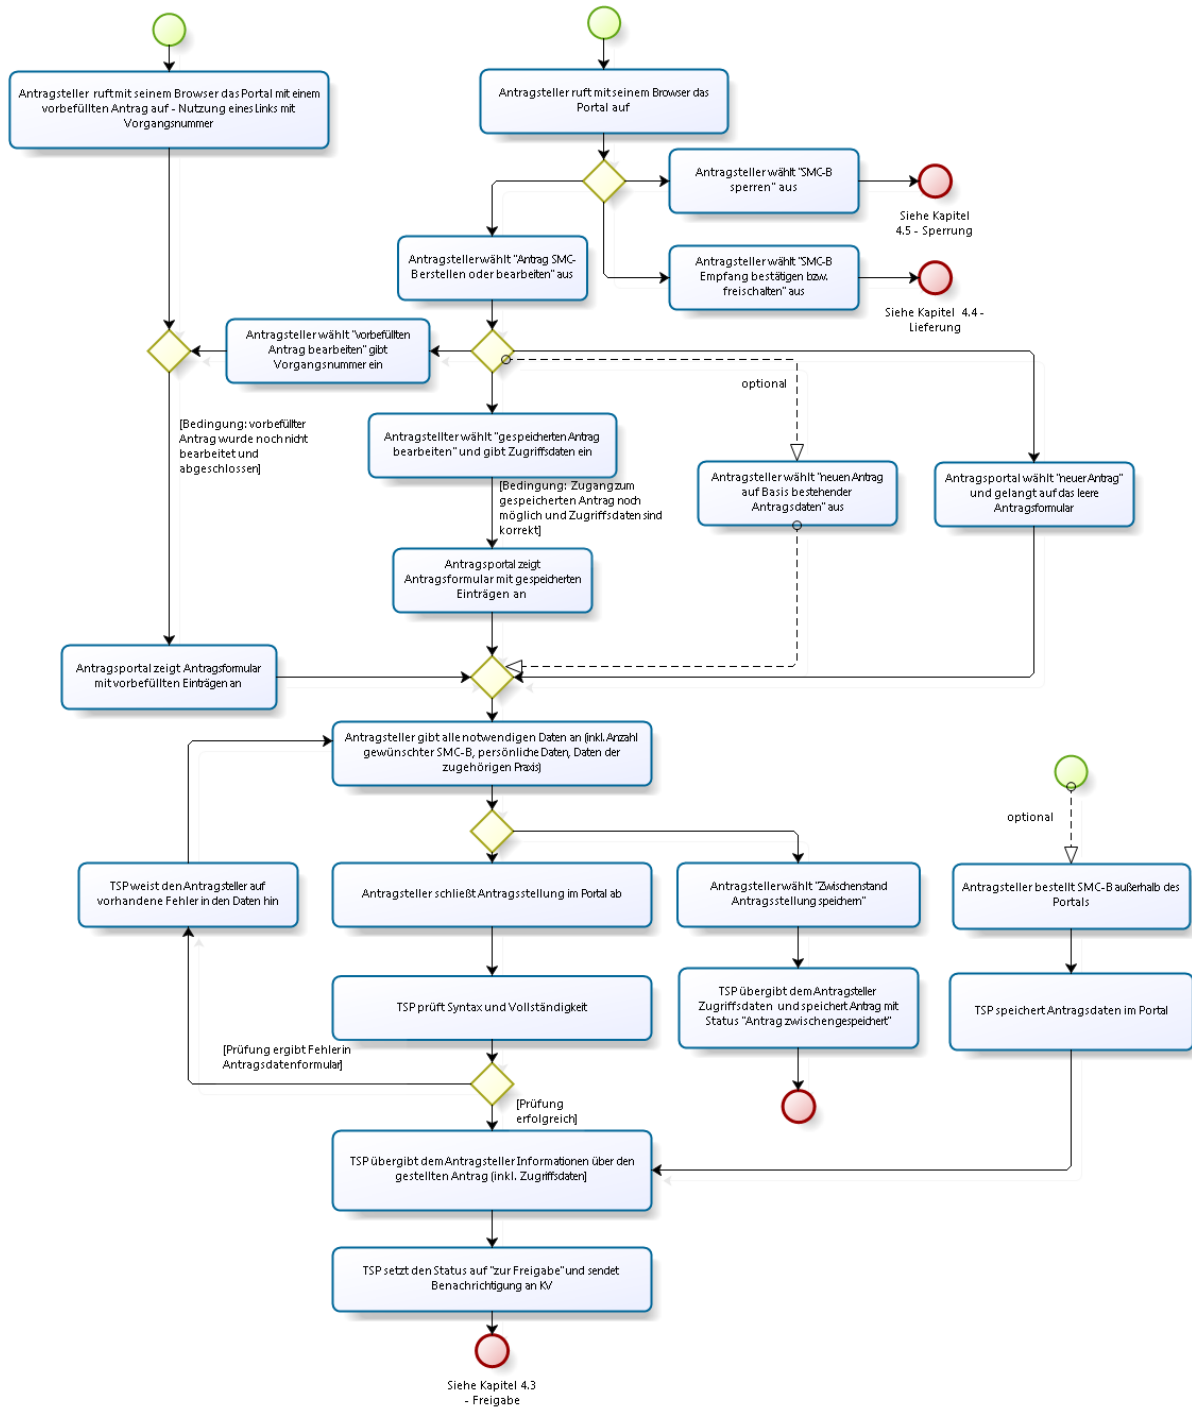 Antragsteller ruft mit seinem Browser das Portal mit einem
vorbefüllten Antrag auf - Nutzung eines Links mit
Vorgangsnummer
Antragsteller ruft mit seinem Browser das
Portal auf
Antragsteller wählt "SMC-B
sperren" aus
Siehe Kapitel
4.5 - Sperrung
Antragsteller wählt "Antrag SMC-
B erstellen oder bearbeiten" aus
Antragsteller wählt "SMC-B
Empfang bestätigen bzw.
freischalten" aus
Siehe Kapitel 4.4 -
Lieferung
Antragsteller wählt "vorbefüllten
Antrag bearbeiten" gibt
Vorgangsnummer ein
optional
[Bedingung: vorbefüllter
Antrag wurde noch nicht
bearbeitet und
abgeschlossen]
Antragstellter wählt "gespeicherten Antrag
bearbeiten" und gibt Zugriffsdaten ein
[Bedingung: Zugang zum
gespeicherten Antrag noch
möglich und Zugriffsdaten sind
korrekt]
Antragsteller wählt "neuen Antrag
auf Basis bestehender
Antragsdaten" aus
Antragsportal wählt "neuer Antrag"
und gelangt auf das leere
Antragsformular
Antragsportal zeigt
Antragsformular mit gespeicherten
Einträgen an
Antragsportal zeigt Antragsformular
mit vorbefüllten Einträgen an
Antragsteller gibt alle notwendigen Daten an (inkl. Anzahl
gewünschter SMC-B, persönliche Daten, Daten der
zugehörigen Praxis)
optional
TSP weist den Antragsteller auf
vorhandene Fehler in den Daten hin
Antragsteller schließt Antragsstellung im Portal ab
Antragsteller wählt "Zwischenstand
Antragsstellung speichern"
Antragsteller bestellt SMC-B außerhalb des
Portals
TSP prüft Syntax und Vollständigkeit
TSP übergibt dem Antragsteller
Zugriffsdaten und speichert Antrag mit
Status "Antrag zwischengespeichert"
TSP speichert Antragsdaten im Portal
[Prüfung ergibt Fehler in
Antragsdatenformular]
[Prüfung
erfolgreich]
TSP übergibt dem Antragsteller Informationen über den
gestellten Antrag (inkl. Zugriffsdaten]
TSP setzt den Status auf "zur Freigabe" und sendet
Benachrichtigung an KV
Siehe Kapitel 4.3
- Freigabe